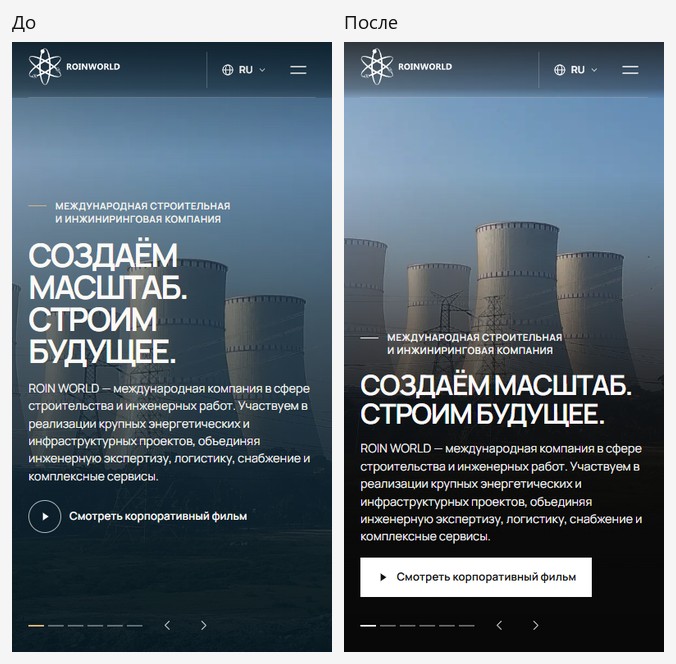 До
ROINWORLD
RU
МЕЖДУНАРОДНАЯ СТРОИТЕЛЬНАЯ
И ИНЖИНИРИНГОВАЯ КОМПАНИЯ
СОЗДАЁМ
МАСШТАБ.
СТРОИМ
БУДУЩЕЕ.
ROIN WORLD — международная компания в сфере
строительства и инженерных работ. Участвуем в
реализации крупных энергетических и
инфраструктурных проектов, объединяя
инженерную экспертизу, логистику, снабжение и
комплексные сервисы.
Смотреть корпоративный фильм
После
ROINWORLD
RU
МЕЖДУНАРОДНАЯ СТРОИТЕЛЬНАЯ
И ИНЖИНИРИНГОВАЯ КОМПАНИЯ
СОЗДАЁМ МАСШТАБ.
СТРОИМ БУДУЩЕЕ.
ROIN WORLD — международная компания в сфере
строительства и инженерных работ. Участвуем в
реализации крупных энергетических и
инфраструктурных проектов, объединяя
инженерную экспертизу, логистику, снабжение и
комплексные сервисы.
Смотреть корпоративный фильм